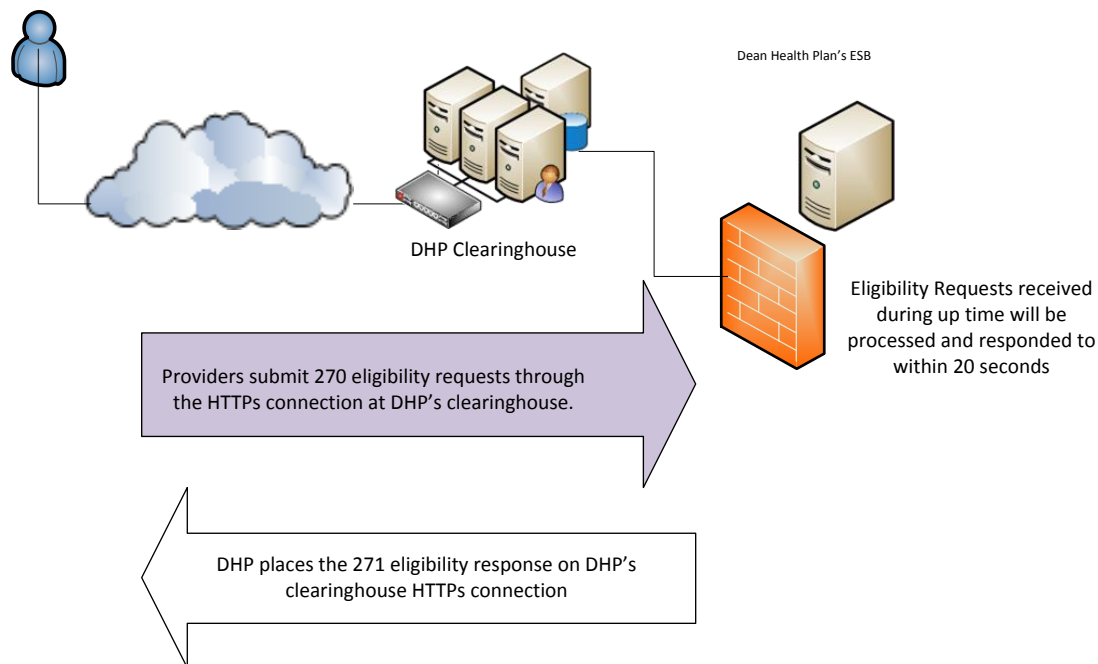 Dean Health Plan's ESB
DHP Clearinghouse
Eligibility Requests received
during up time will be
processed and responded to
within 20 seconds
Providers submit 270 eligibility requests through
the HTTPs connection at DHP's clearinghouse.
DHP places the 271 eligibility response on DHP's
clearinghouse HTTPs connection